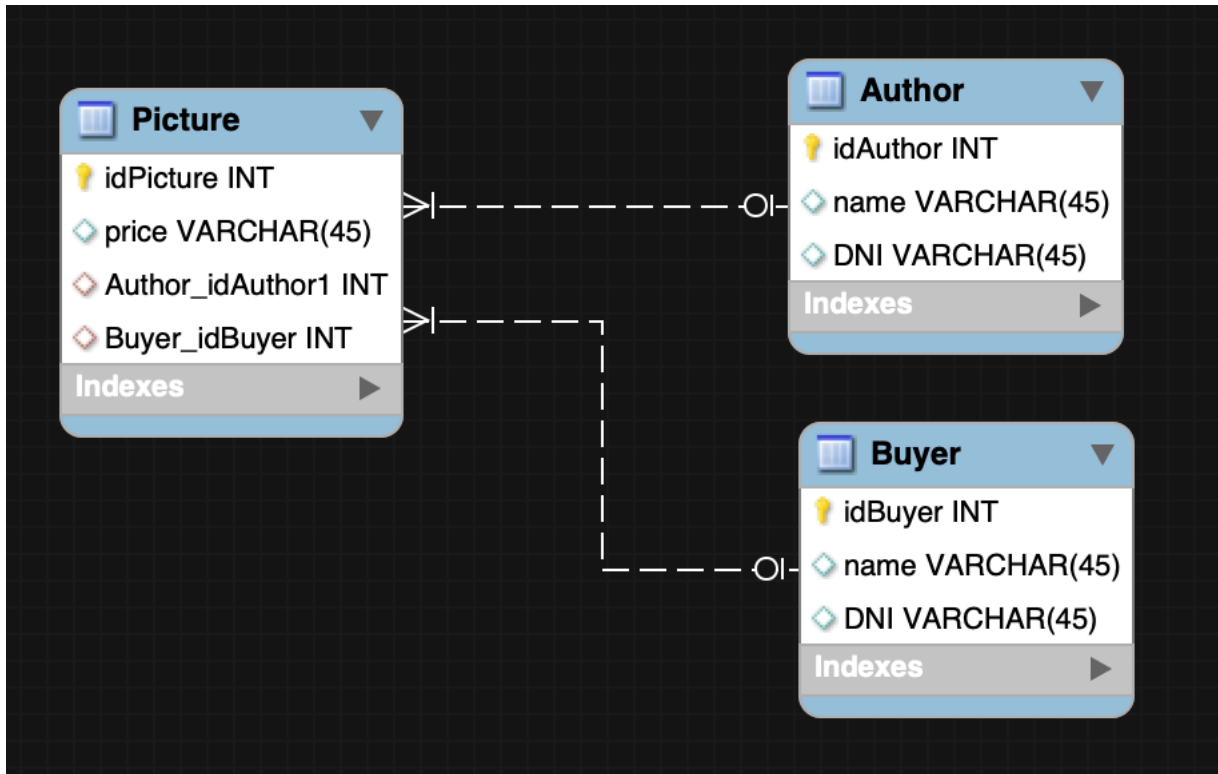 Picture
idPicture INT
price VARCHAR(45)
Author_idAuthor1 INT
Buyer_idBuyer INT
Indexes
Author
idAuthor INT
name VARCHAR(45)
DNI VARCHAR(45)
Indexes
Buyer
idBuyer INT
name VARCHAR(45)
DNI VARCHAR(45)
Indexes